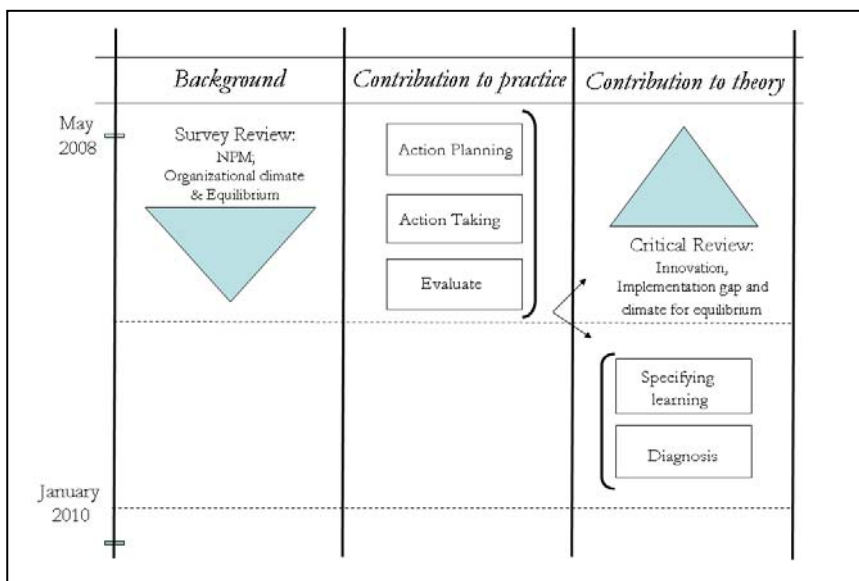 Background
Contribution to practice
Contribution to theory
May
2008
Survey Review:
NPM,
Organizational climate
& Equilibrium
Action Planning
Action Taking
Evaluate
Critical Review:
Innovation,
Implementation gap and
climate for equilibrium
Specifying
learning
Diagnosis
January
2010